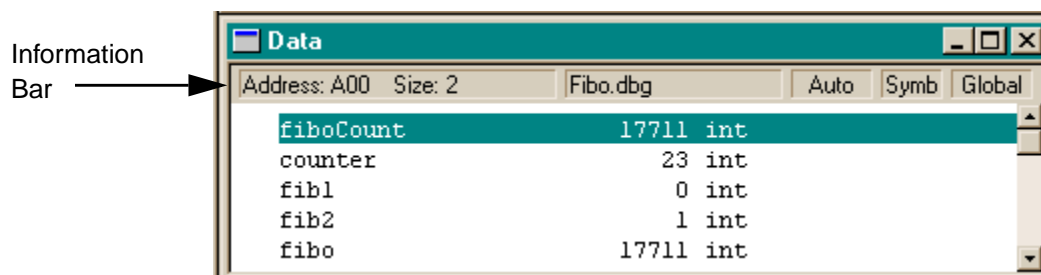 Information
Bar
Data
Address: A00 Size: 2 Fibo.dbg Auto Symb Global
fiboCount 17711 int
counter 23 int
fib1 0 int
fib2 1 int
fibo 17711 int